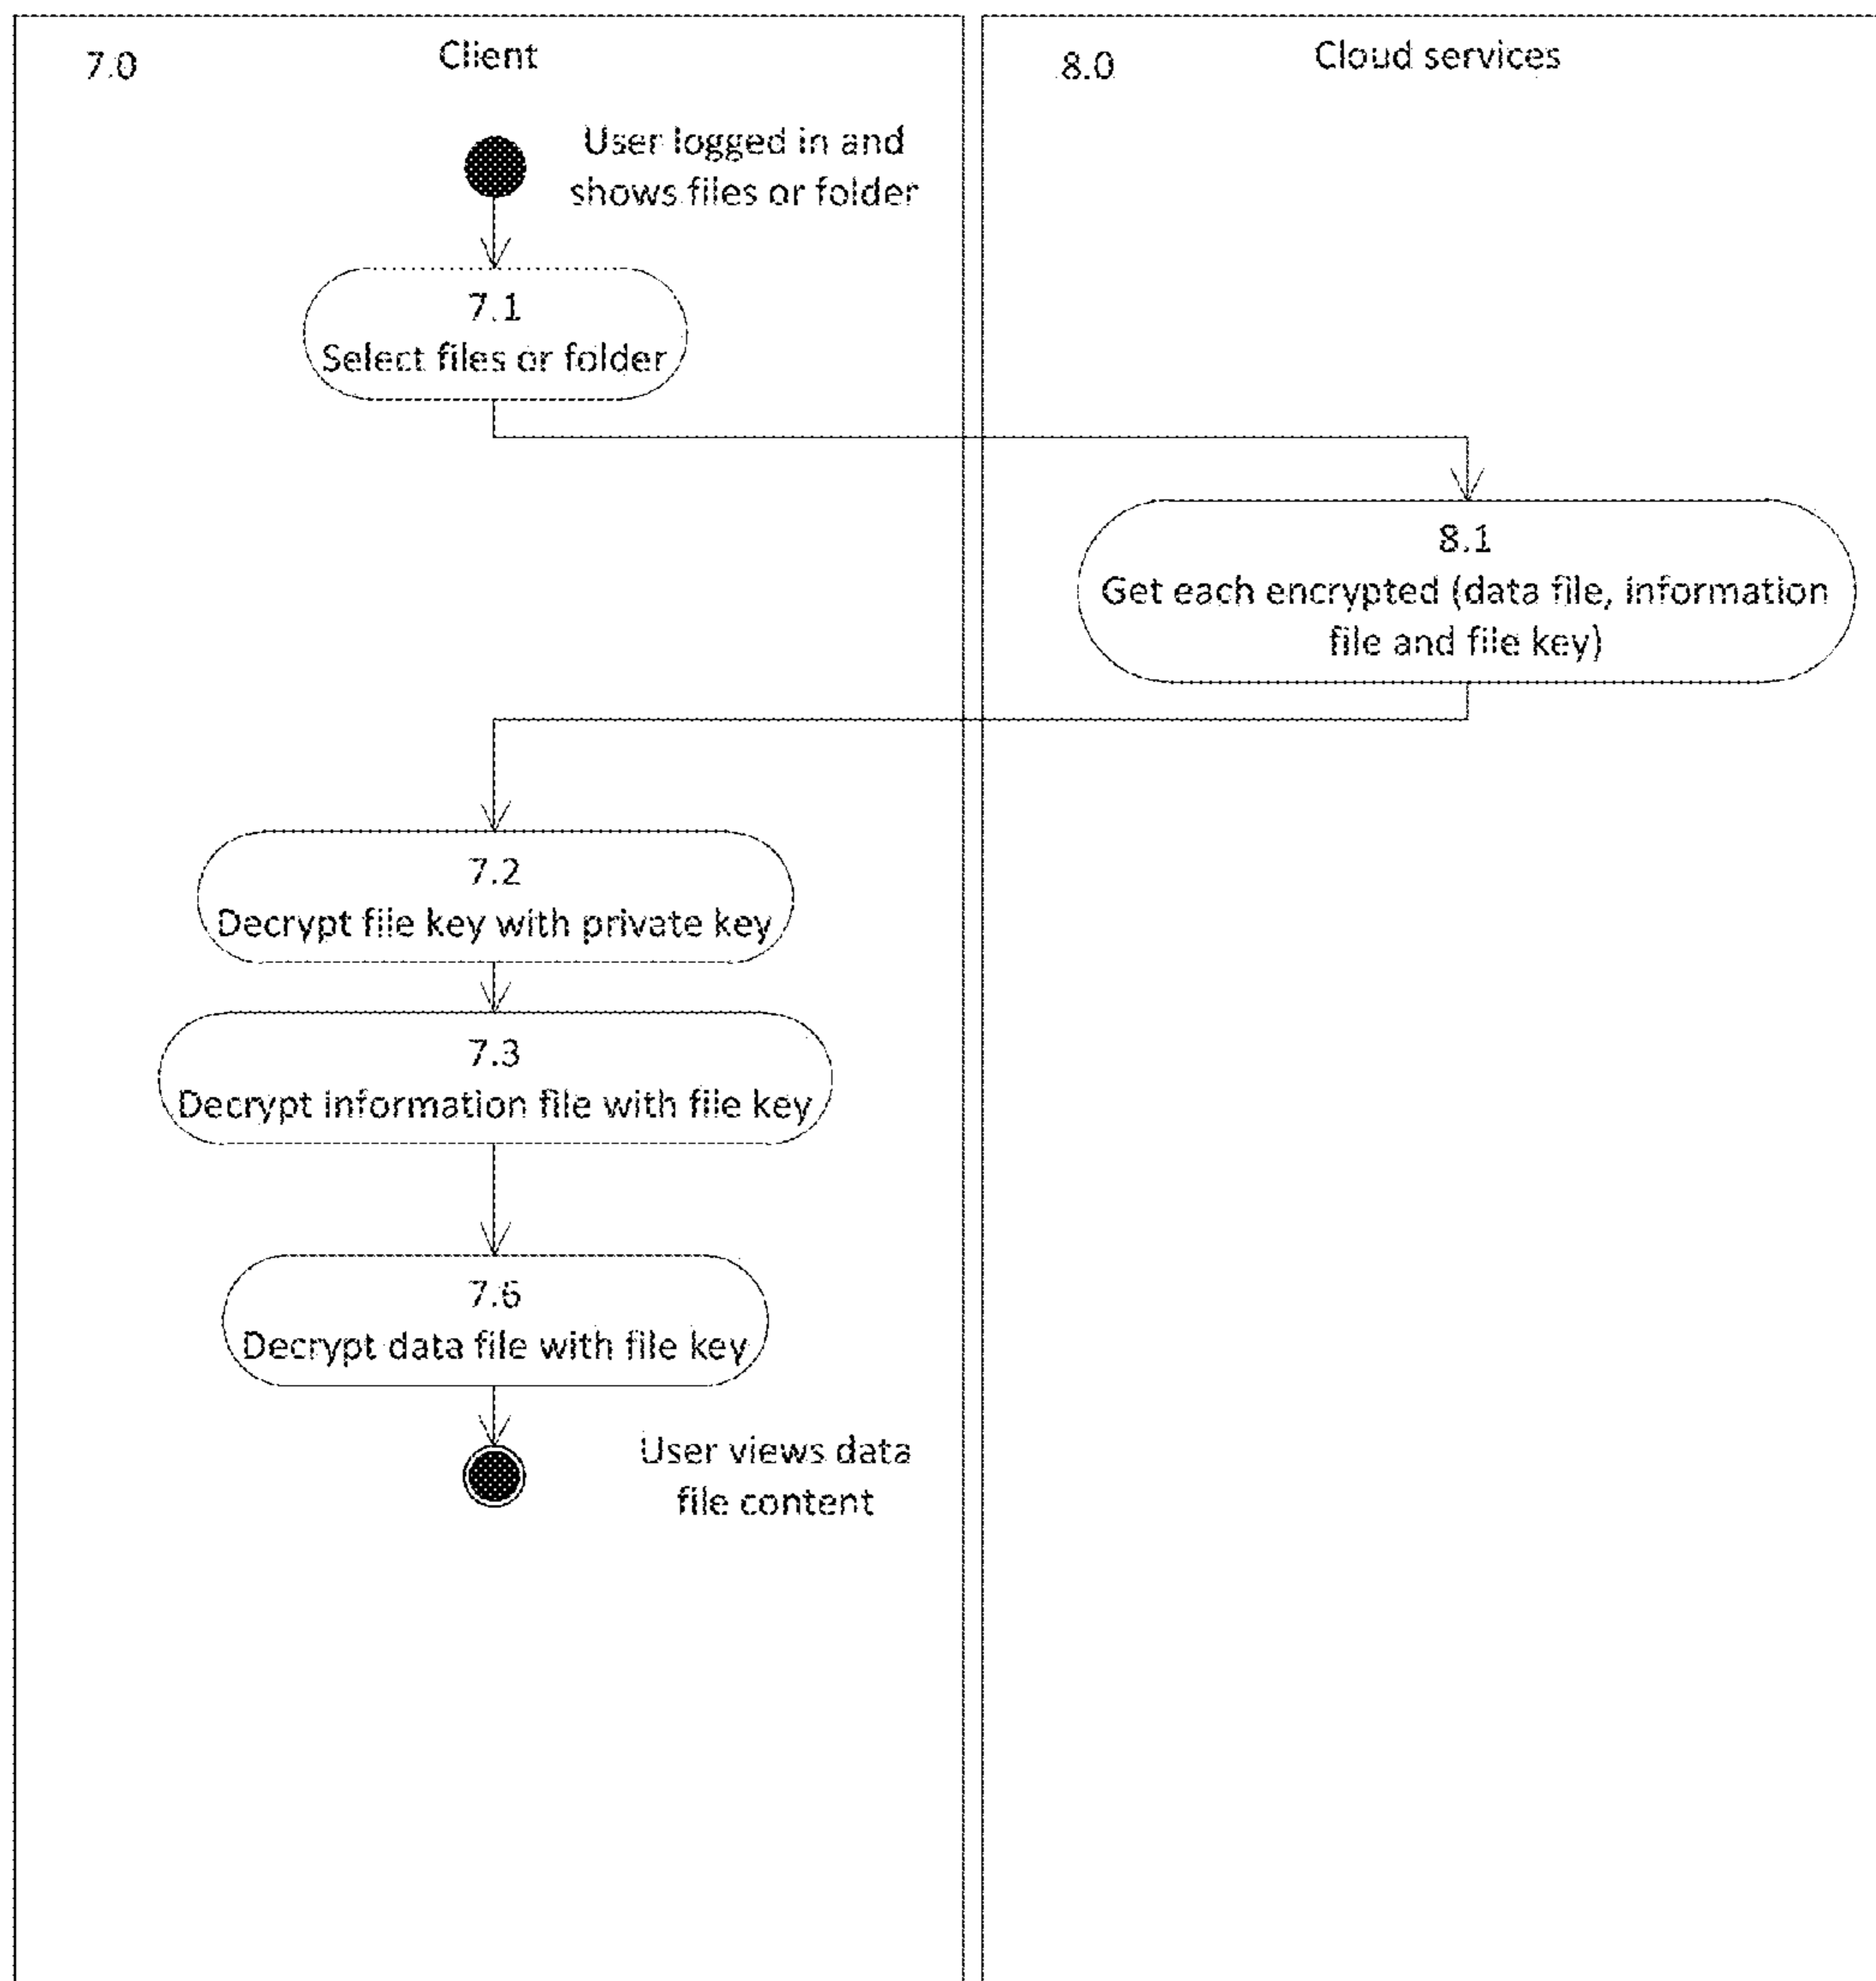 7.0
Client
8.0
Cloud services
User logged in and
shows files or folder
7.1
Select files or folder
8.1
Get each encrypted (data file, information
file and file key)
7.2
Decrypt file key with private key
7.3
Decrypt information file with file key
7.6
Decrypt data file with file key
User views data
file content